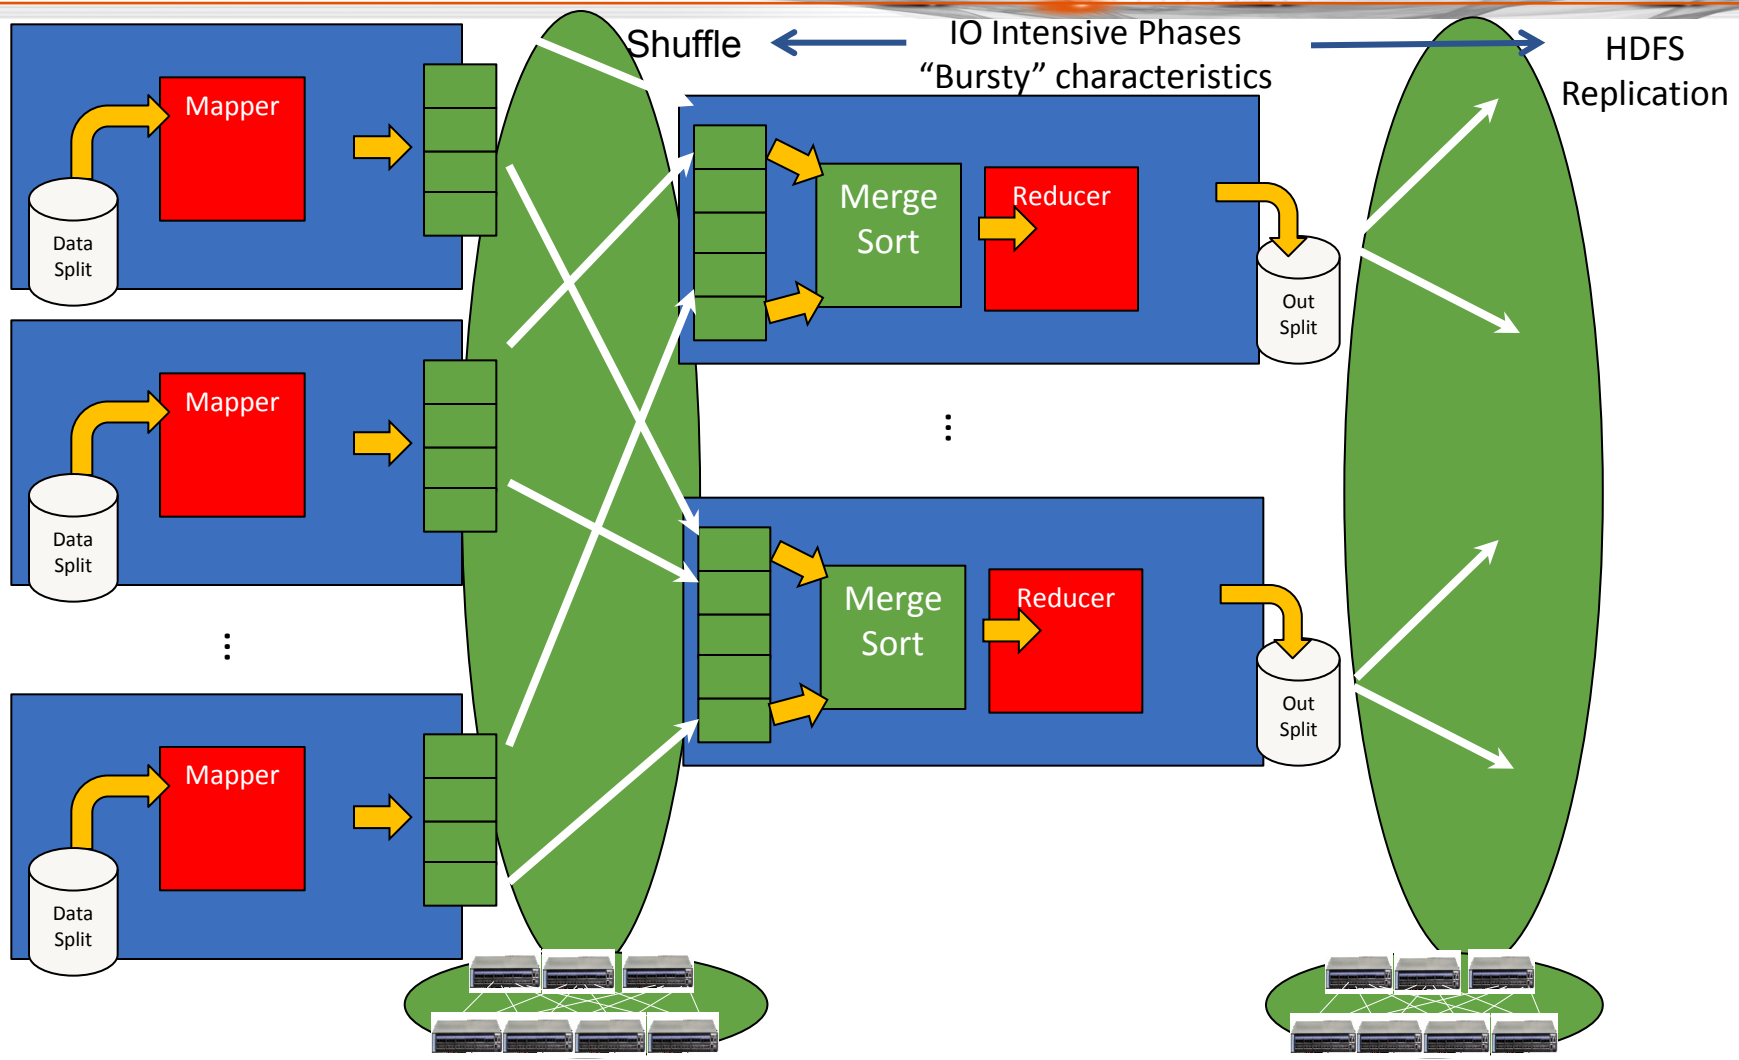 Shuffle
IO Intensive Phases
“Bursty” characteristics
HDFS
Replication
Mapper
Data
Split
Merge
Sort
Reducer
Out
Split
Mapper
Data
Split
...
...
Merge
Sort
Reducer
Out
Split
Mapper
Data
Split